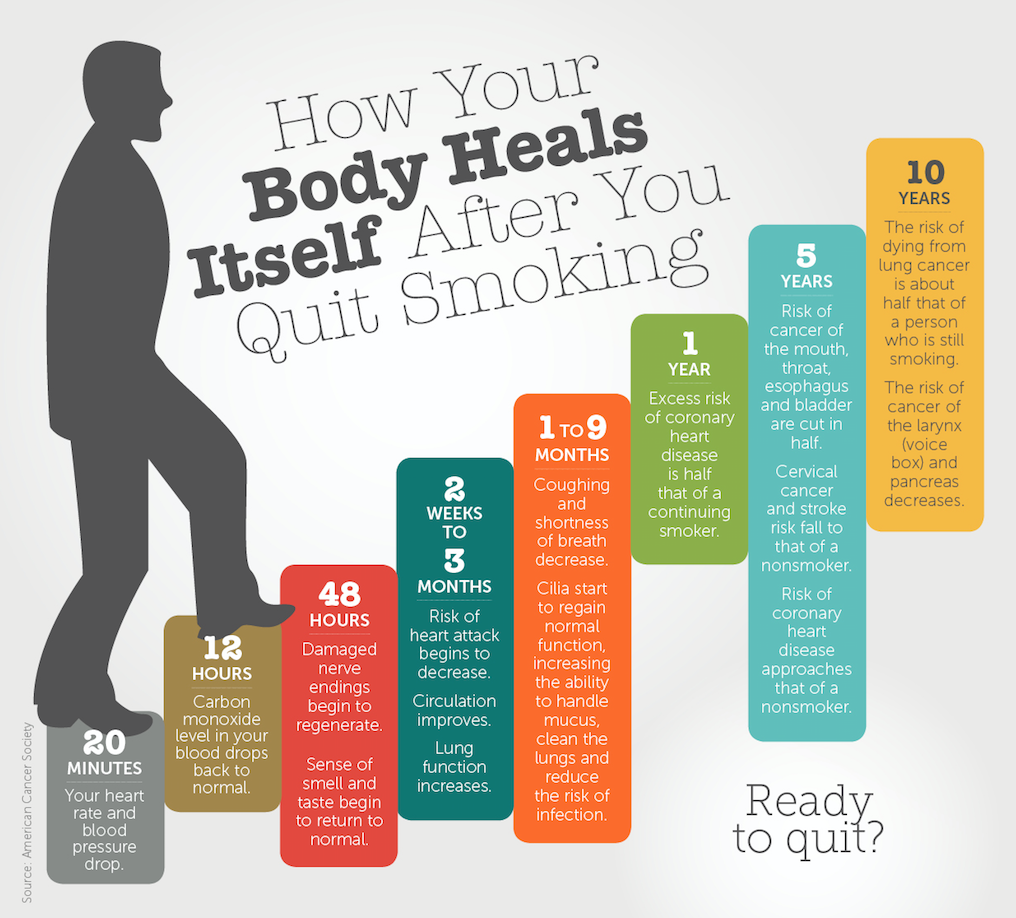 How Your
Body Heals
Itself After You
Quit Smoking
20
MINUTES
Your heart
rate and
blood
pressure
drop.
12
HOURS
Carbon
monoxide
level in your
blood drops
back to
normal.
48
HOURS
Damaged
nerve
endings
begin to
regenerate.
Sense of
smell and
taste begin
to return to
normal.
2
WEEKS
TO
3
MONTHS
Risk of
heart attack
begins to
decrease.
Circulation
improves.
Lung
function
increases.
1 TO 9
MONTHS
Coughing
and
shortness
of breath
decrease.
Cilia start
to regain
normal
function,
increasing
the ability
to handle
mucus,
clean the
lungs and
reduce
the risk of
infection.
1
YEAR
Excess risk
of coronary
heart
disease
is half
that of a
continuing
smoker.
5
YEARS
Risk of
cancer of
the mouth,
throat,
esophagus
and bladder
are cut in
half.
Cervical
cancer
and stroke
risk fall to
that of a
nonsmoker.
Risk of
coronary
heart
disease
approaches
that of a
nonsmoker.
10
YEARS
The risk of
dying from
lung cancer
is about
half that of
a person
who is still
smoking.
The risk of
cancer of
the larynx
(voice
box) and
pancreas
decreases.
Ready
to quit?
Source: American Cancer Society